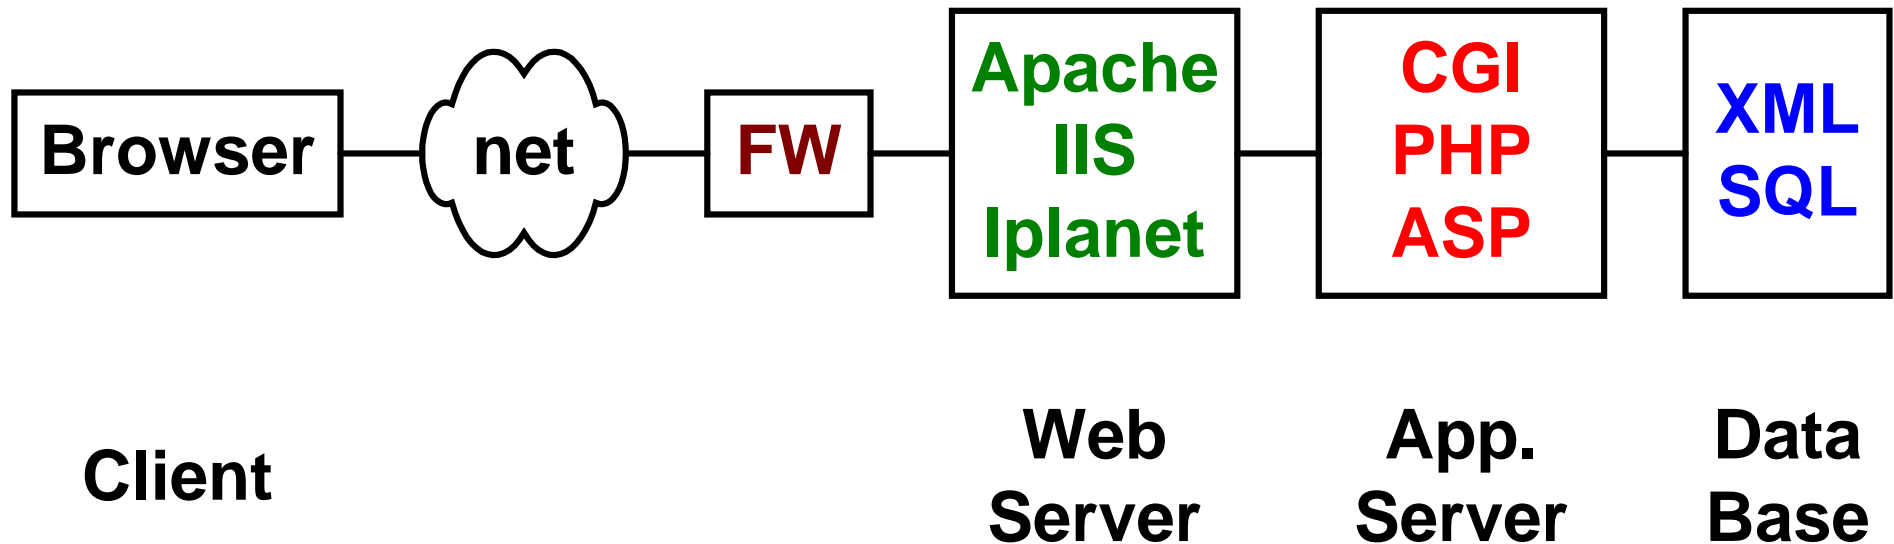 Browser
net
FW
Apache
IIS
Iplanet
CGI
PHP
ASP
XML
SQL
Client
Web
Server
App.
Server
Data
Base